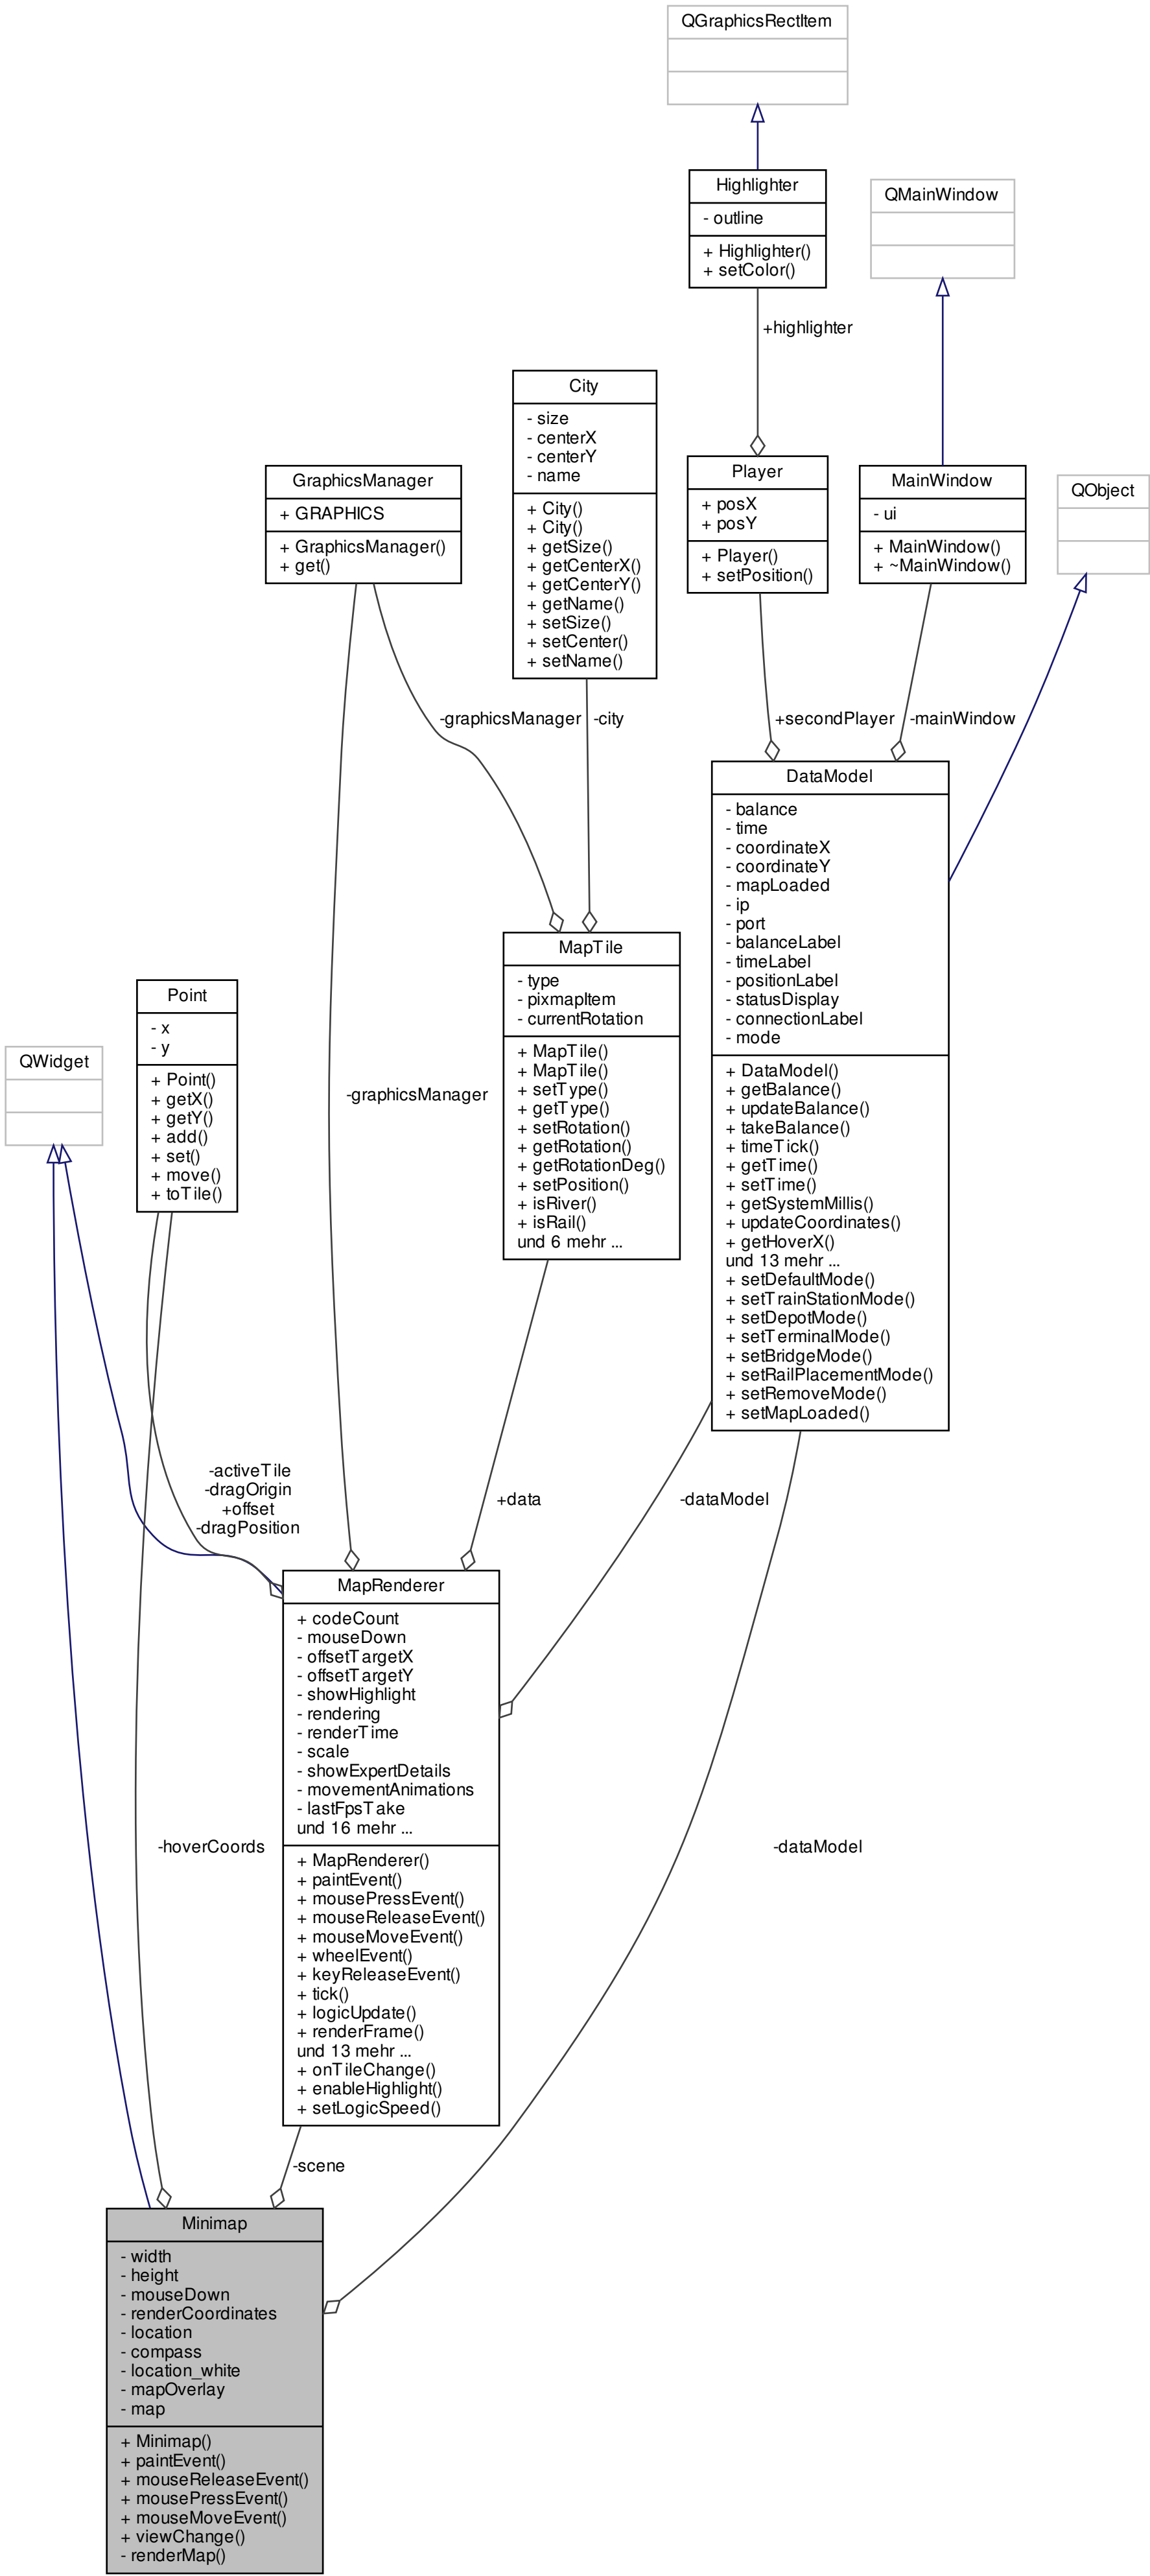 QGraphicsRectItem
Highlighter
- outline
+ Highlighter()
+ setColor()
QMainWindow
+highlighter
City
- size
- centerX
- centerY
- name
+ City()
+ City()
+ getSize()
+ getCenterX()
+ getCenterY()
+ getName()
+ setSize()
+ setCenter()
+ setName()
GraphicsManager
+ GRAPHICS
+ GraphicsManager()
+ get()
Player
+ posX
+ posY
+ Player()
+ setPosition()
MainWindow
- ui
+ MainWindow()
+ ~MainWindow()
QObject
-graphicsManager
-city
+secondPlayer
-mainWindow
DataModel
- balance
- time
- coordinateX
- coordinateY
- mapLoaded
- ip
- port
- balanceLabel
- timeLabel
- positionLabel
- statusDisplay
- connectionLabel
- mode
+ DataModel()
+ getBalance()
+ updateBalance()
+ takeBalance()
+ timeTick()
+ getTime()
+ setTime()
+ getSystemMillis()
+ updateCoordinates()
+ getHoverX()
und 13 mehr ...
+ setDefaultMode()
+ setTrainStationMode()
+ setDepotMode()
+ setTerminalMode()
+ setBridgeMode()
+ setRailPlacementMode()
+ setRemoveMode()
+ setMapLoaded()
MapTile
- type
- pixmapItem
- currentRotation
+ MapTile()
+ MapTile()
+ setType()
+ getType()
+ setRotation()
+ getRotation()
+ getRotationDeg()
+ setPosition()
+ isRiver()
+ isRail()
und 6 mehr ...
Point
- x
- y
+ Point()
+ getX()
+ getY()
+ add()
+ set()
+ move()
+ toTile()
QWidget
-graphicsManager
-activeTile
-dragOrigin
+offset
-dragPosition
+data
-dataModel
MapRenderer
+ codeCount
- mouseDown
- offsetTargetX
- offsetTargetY
- showHighlight
- rendering
- renderTime
- scale
- showExpertDetails
- movementAnimations
- lastFpsTake
und 16 mehr ...
+ MapRenderer()
+ paintEvent()
+ mousePressEvent()
+ mouseReleaseEvent()
+ mouseMoveEvent()
+ wheelEvent()
+ keyReleaseEvent()
+ tick()
+ logicUpdate()
+ renderFrame()
und 13 mehr ...
+ onTileChange()
+ enableHighlight()
+ setLogicSpeed()
-hoverCoords
-dataModel
-scene
Minimap
- width
- height
- mouseDown
- renderCoordinates
- location
- compass
- location_white
- mapOverlay
- map
+ Minimap()
+ paintEvent()
+ mouseReleaseEvent()
+ mousePressEvent()
+ mouseMoveEvent()
+ viewChange()
- renderMap()